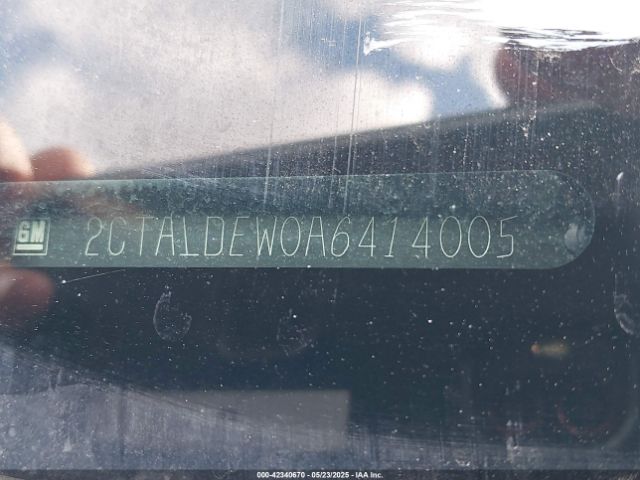 GM 2CTALDEW0A6414005
000-42340670 - 05/23/2025 - IAA Inc.